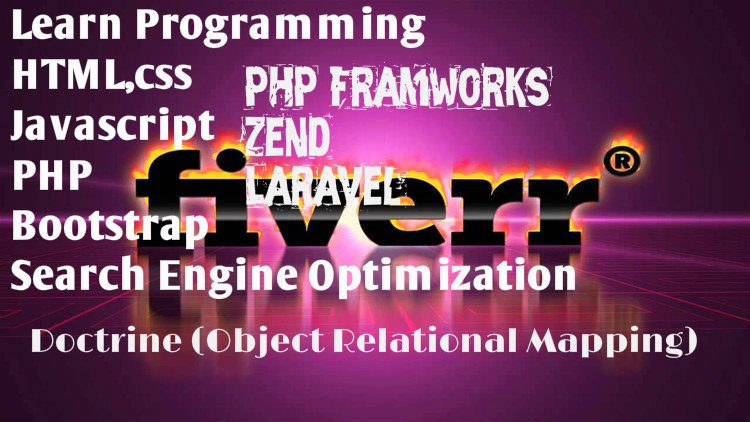 Learn Programming
HTML,css
Javascript
PHP
Bootstrap
Search Engine Optimization
PHP FRAMWORKS
ZEND
LARAVEL
fiverr®
Doctrine (Object Relational Mapping)